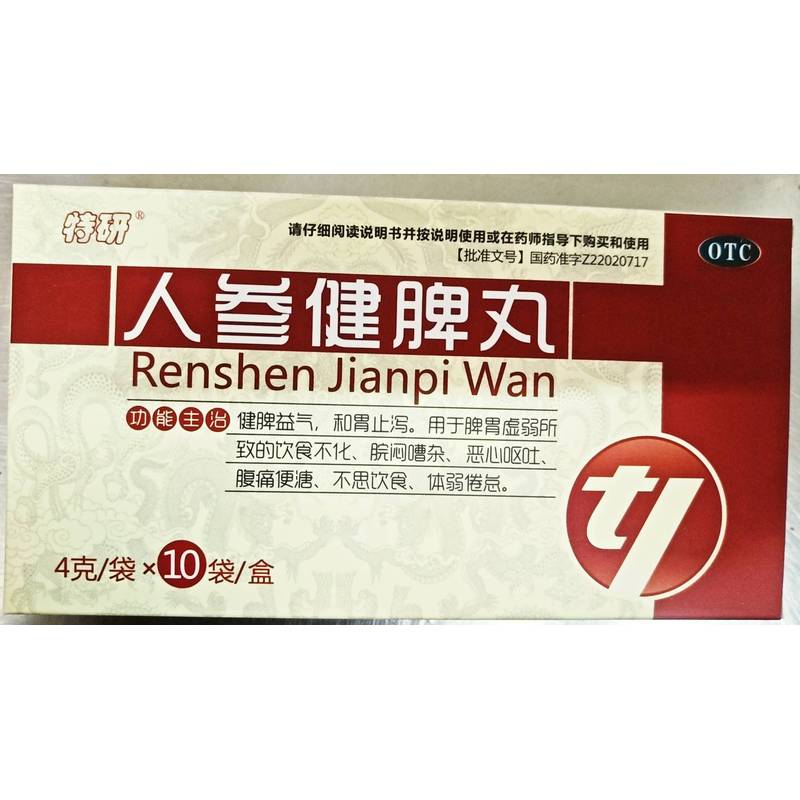 特研®
请仔细阅读说明书并按说明使用或在药师指导下购买和使用
【批准文号】国药准字Z22020717
OTC
人参健脾丸
Renshen Jianpi Wan
功能主治 健脾益气，和胃止泻。用于脾胃虚弱所
致的饮食不化、脘闷嘈杂、恶心呕吐、
腹痛便溏、不思饮食、体弱倦怠。
4克/袋×10袋/盒
ty